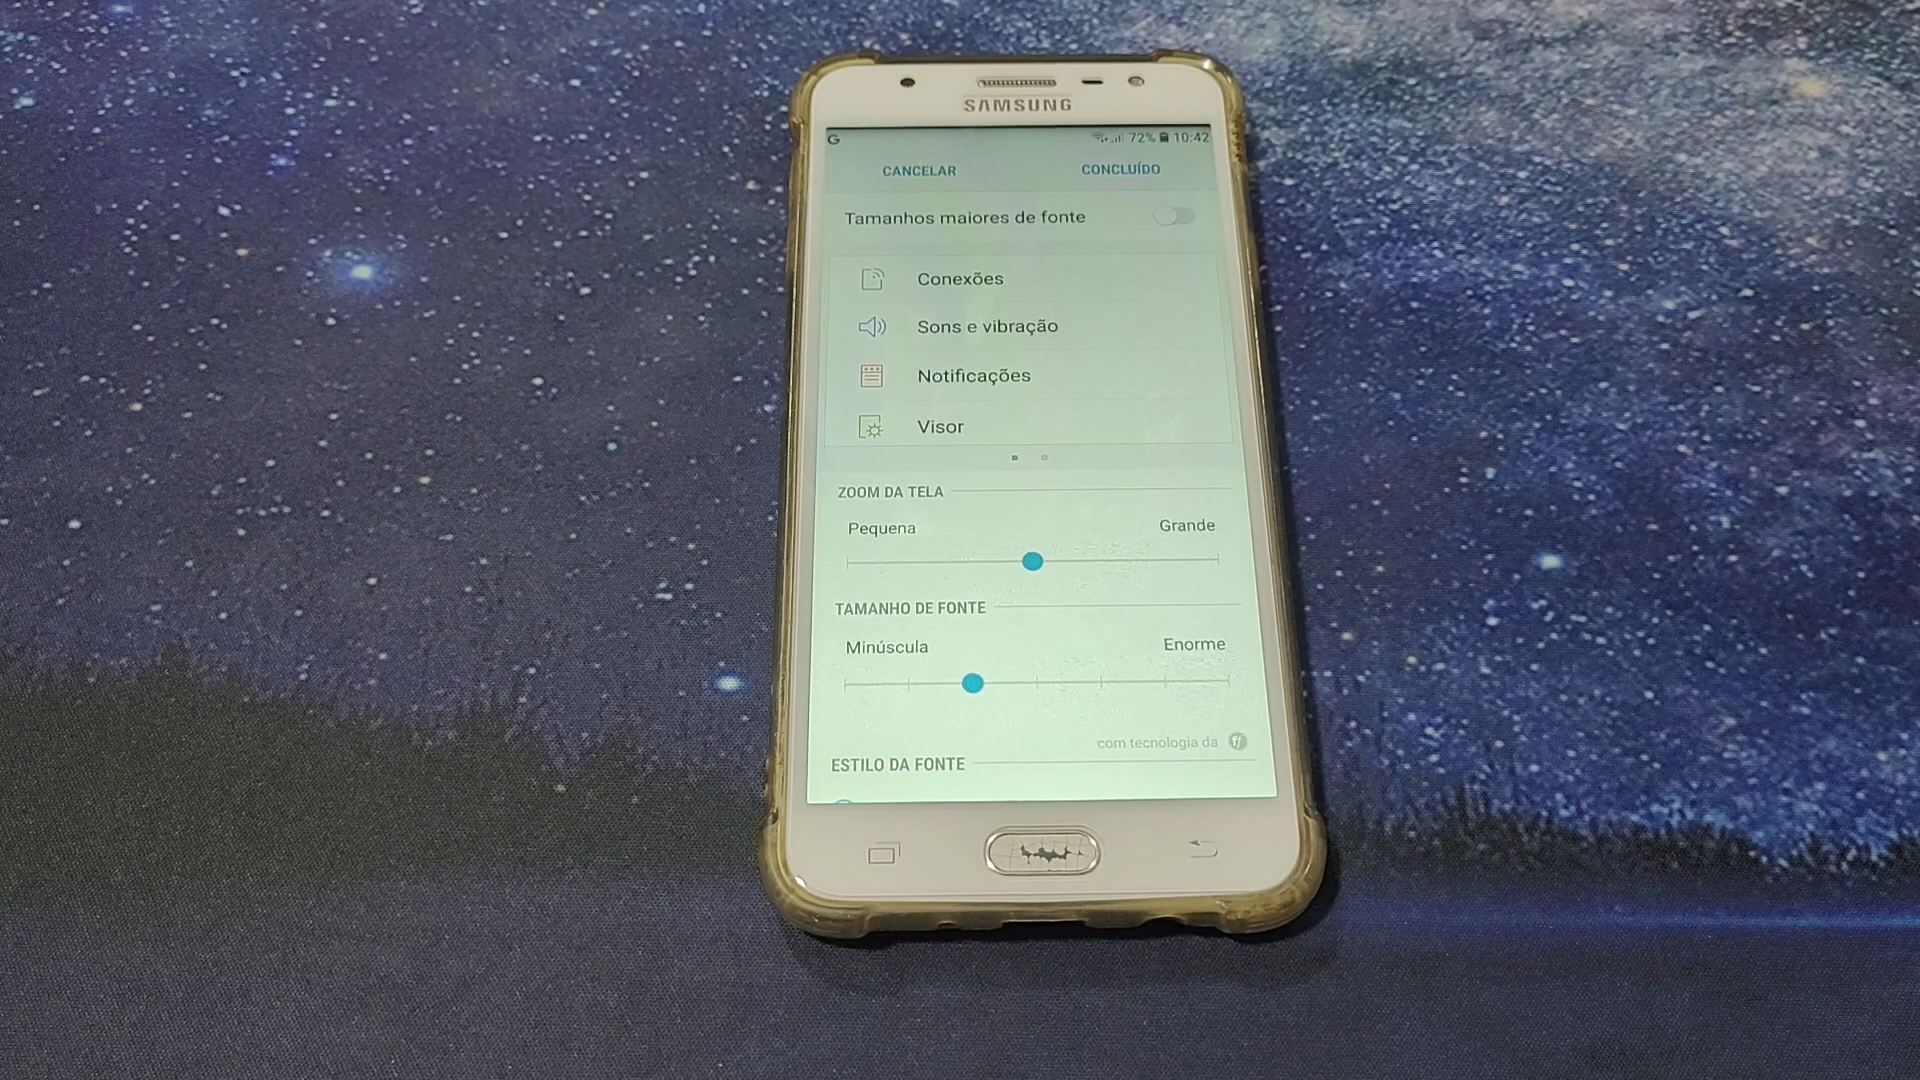 SAMSUNG
G 72% 10:42
CANCELAR CONCLUÍDO
Tamanhos maiores de fonte
Conexões
Sons e vibração
Notificações
Visor
ZOOM DA TELA
Pequena Grande
TAMANHO DE FONTE
Minúscula Enorme
com tecnologia da ff
ESTILO DA FONTE